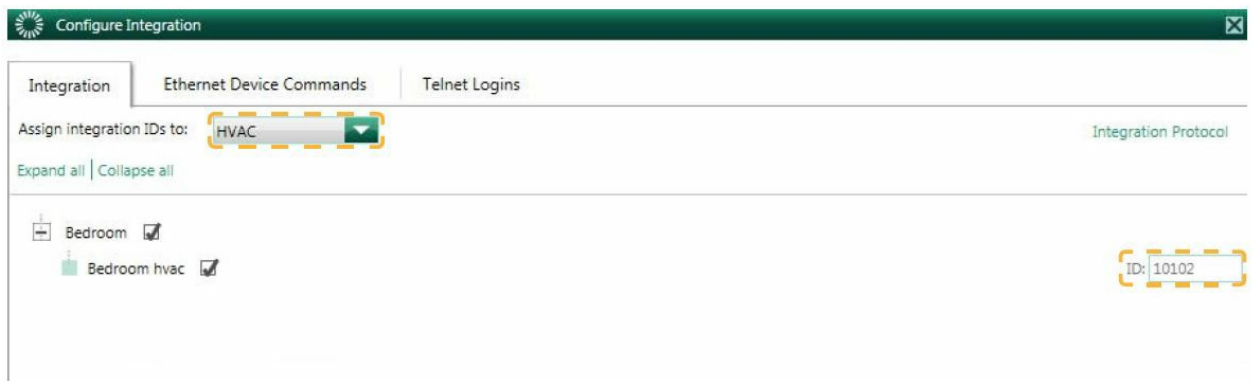 Configure Integration
Integration Ethernet Device Commands Telnet Logins
Assign integration IDs to: HVAC Integration Protocol
Expand all | Collapse all
Bedroom
Bedroom hvac ID: 10102